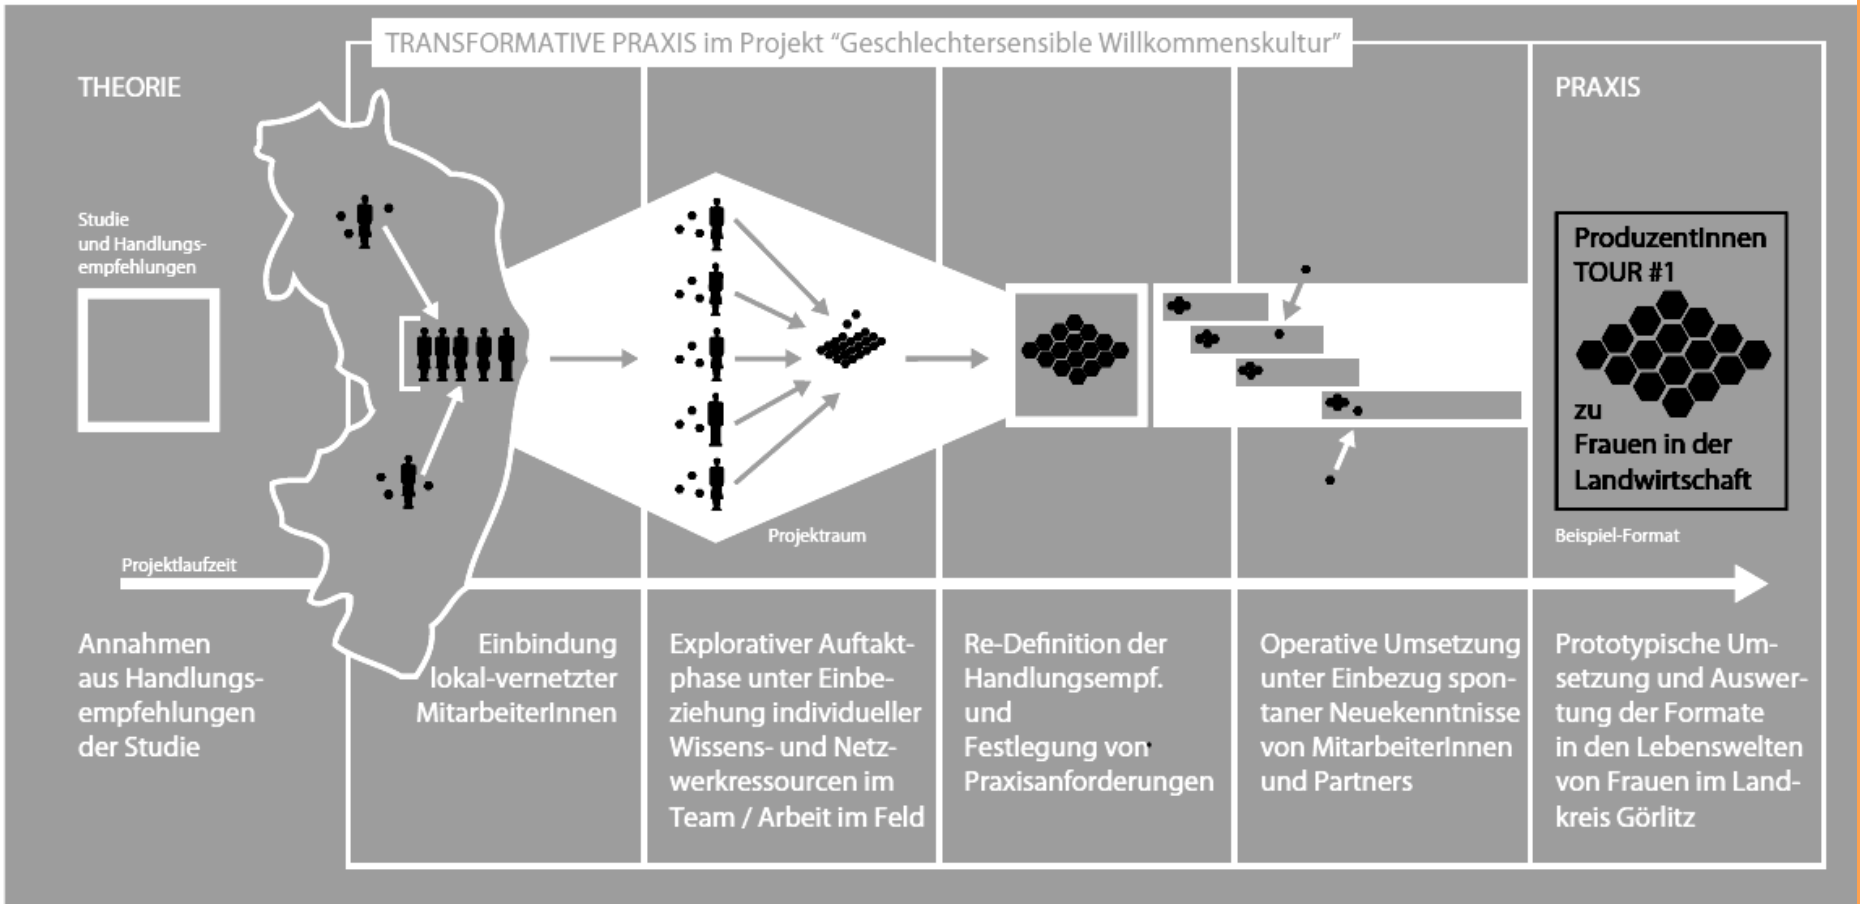 TRANSFORMATIVE PRAXIS im Projekt “Geschlechtersensible Willkommenskultur”
THEORIE
PRAXIS
Studie
und Handlungs-
empfehlungen
ProduzentInnen
TOUR #1
zu
Frauen in der
Landwirtschaft
Projektraum
Beispiel-Format
Projektlaufzeit
Annahmen
aus Handlungs-
empfehlungen
der Studie
Einbindung
lokal-vernetzter
MitarbeiterInnen
Explorativer Auftakt-
phase unter Einbe-
ziehung individueller
Wissens- und Netz-
werkressourcen im
Team / Arbeit im Feld
Re-Definition der
Handlungsempf.
und
Festlegung von
Praxisanforderungen
Operative Umsetzung
unter Einbezug spon-
taner Neuekenntnisse
von MitarbeiterInnen
und Partners
Prototypische Um-
setzung und Auswer-
tung der Formate
in den Lebenswelten
von Frauen im Land-
kreis Görlitz